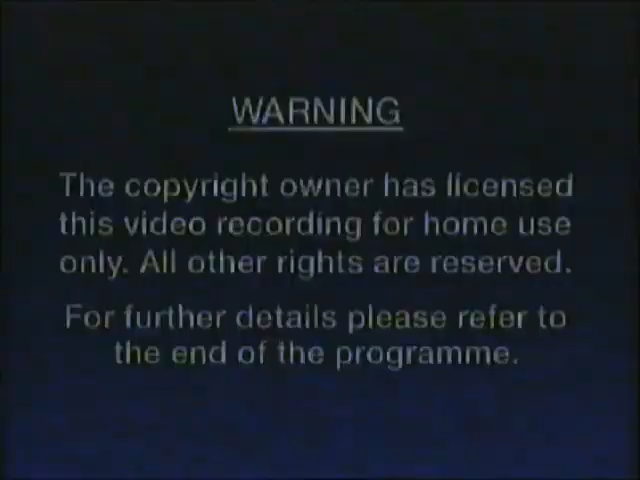 WARNING
The copyright owner has licensed
this video recording for home use
only. All other rights are reserved.
For further details please refer to
the end of the programme.